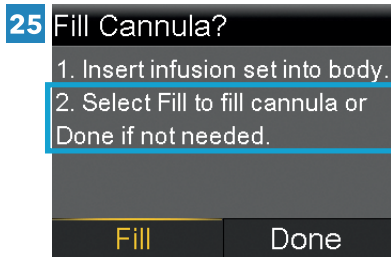 25 Fill Cannula?
1. Insert infusion set into body.
2. Select Fill to fill cannula or
Done if not needed.
Fill Done